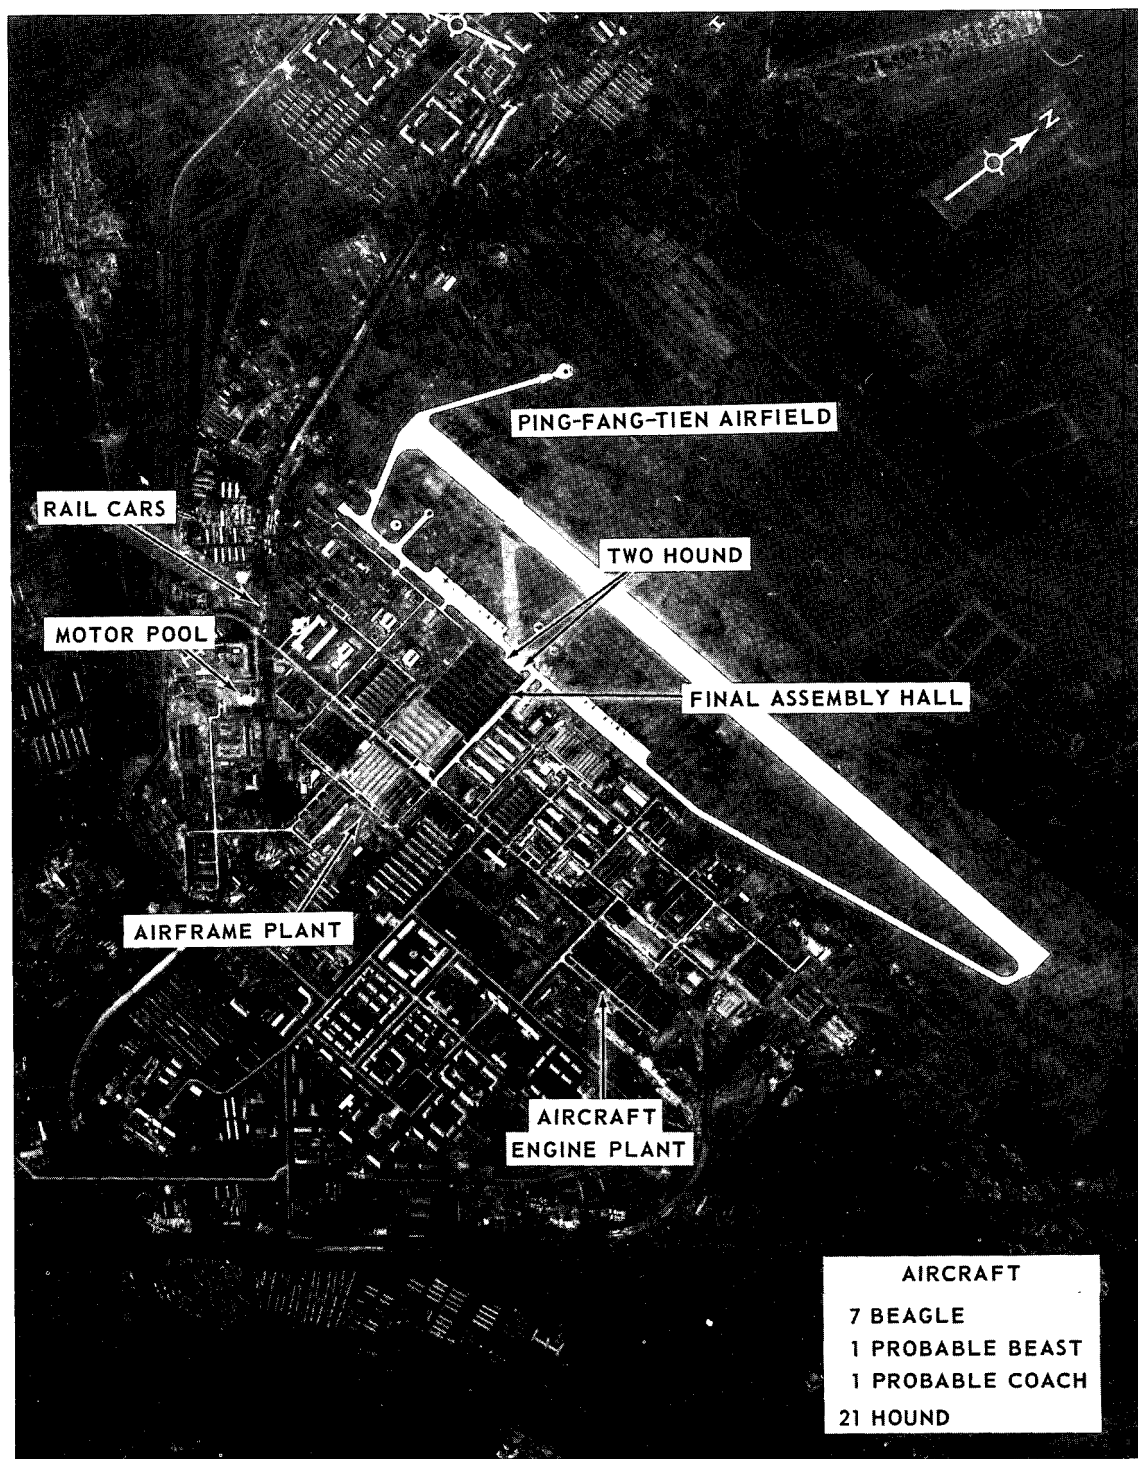 N
PING-FANG-TIEN AIRFIELD
RAIL CARS
TWO HOUND
MOTOR POOL
FINAL ASSEMBLY HALL
AIRFRAME PLANT
AIRCRAFT
ENGINE PLANT
AIRCRAFT
7 BEAGLE
1 PROBABLE BEAST
1 PROBABLE COACH
21 HOUND